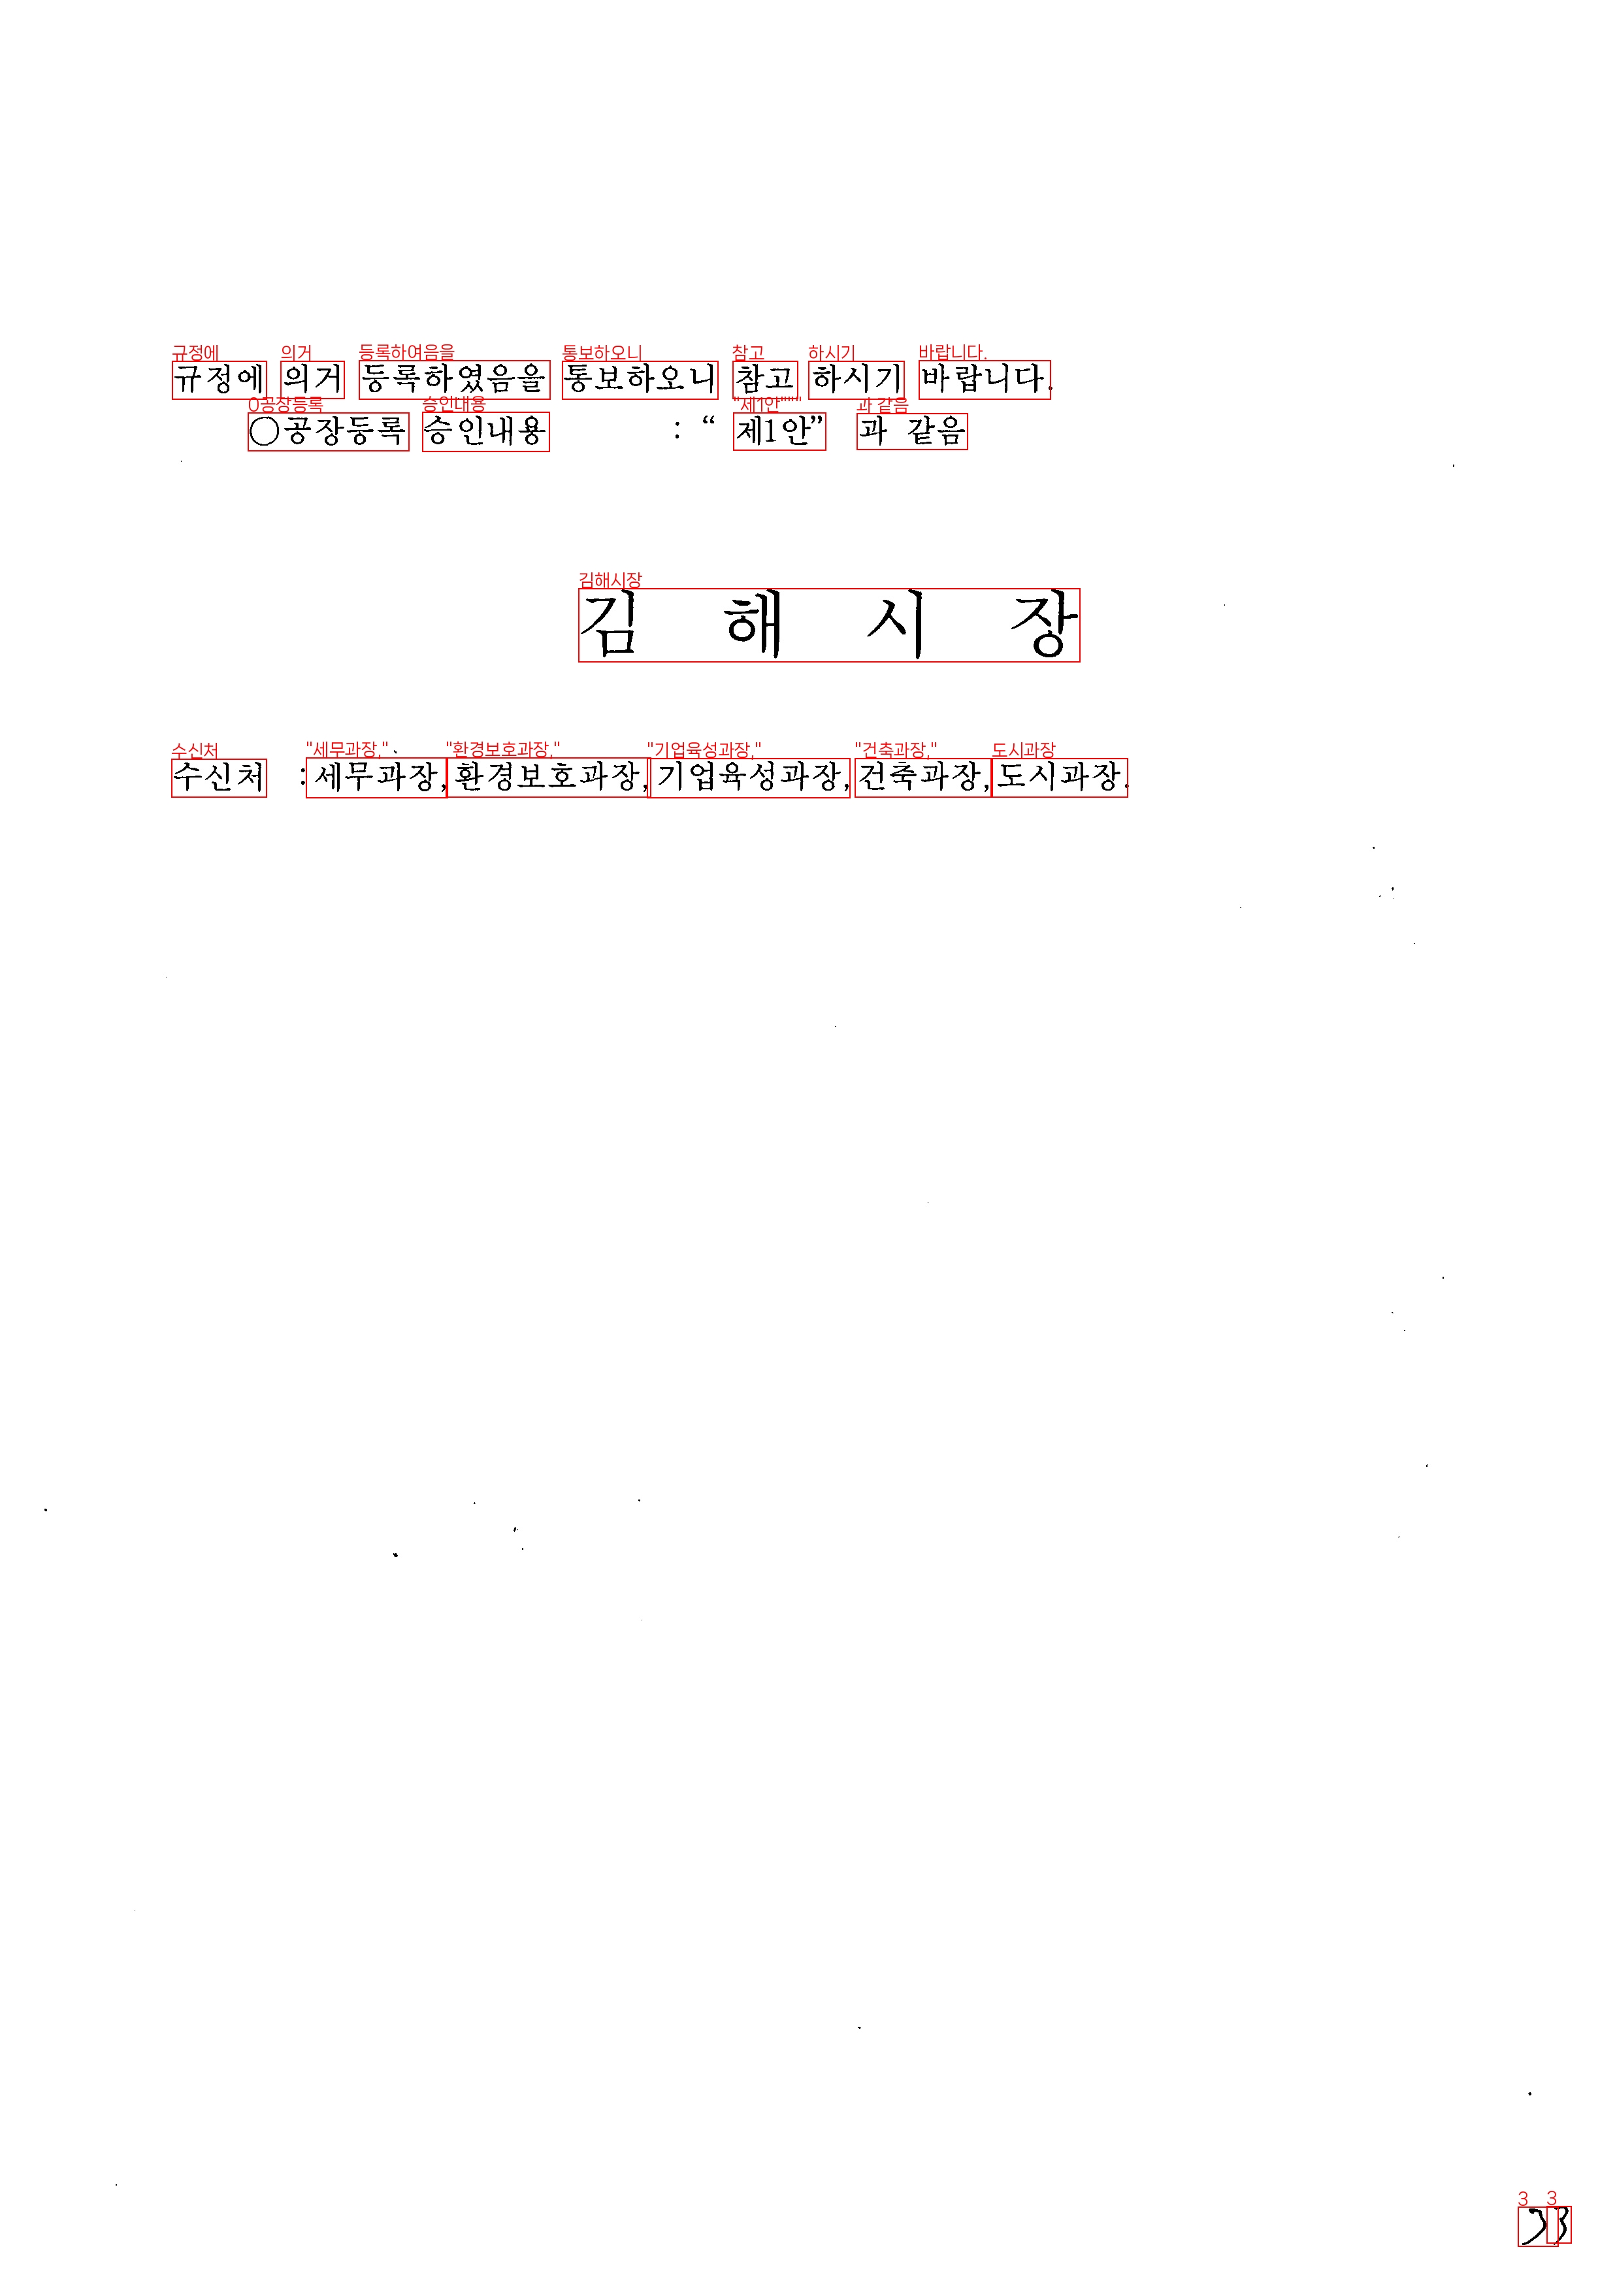 규정에 의거 등록하였음을 통보하오니 참고 하시기 바랍니다.
○공장등록 승인내용 : “ 제1안” 과 같음
김 해 시 장
수신처 : 세무과장, 환경보호과장, 기업육성과장, 건축과장, 도시과장.